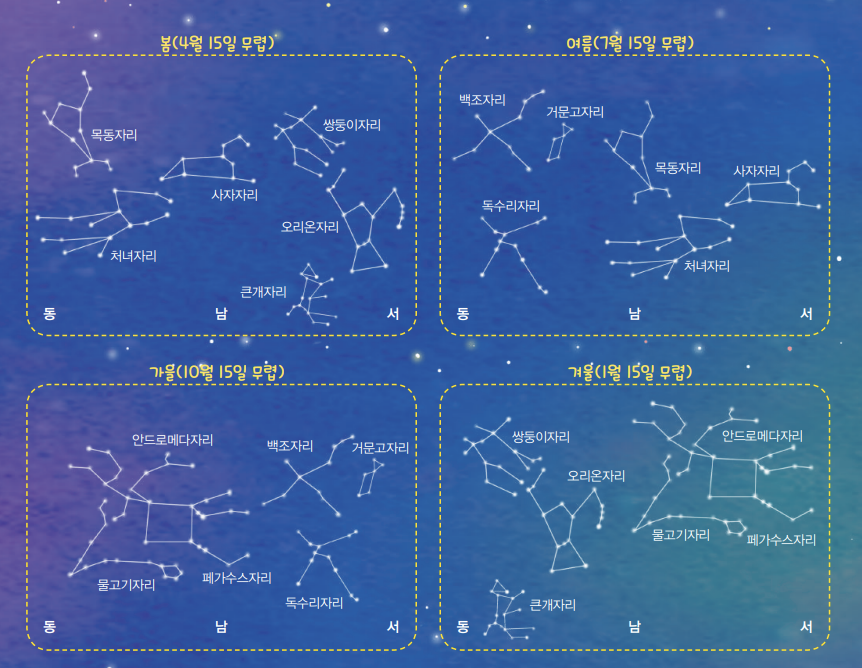 봄(4월 15일 무렵)
목동자리
쌍둥이자리
사자자리
오리온자리
처녀자리
큰개자리
동 남 서
여름(7월 15일 무렵)
백조자리
거문고자리
목동자리
사자자리
독수리자리
처녀자리
동 남 서
가을(10월 15일 무렵)
안드로메다자리
백조자리
거문고자리
물고기자리
페가수스자리
독수리자리
동 남 서
겨울(1월 15일 무렵)
쌍둥이자리
안드로메다자리
오리온자리
물고기자리
페가수스자리
큰개자리
동 남 서